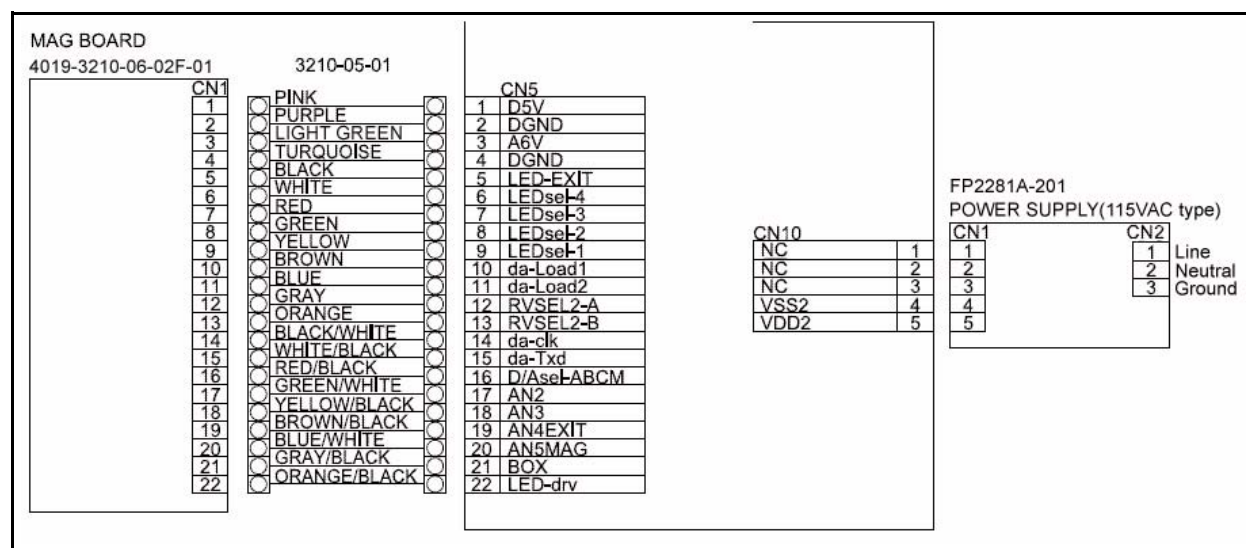 MAG BOARD
4019-3210-06-02F-01
3210-05-01
CN1
1
2
3
4
5
6
7
8
9
10
11
12
13
14
15
16
17
18
19
20
21
22
PINK
PURPLE
LIGHT GREEN
TURQUOISE
BLACK
WHITE
RED
GREEN
YELLOW
BROWN
BLUE
GRAY
ORANGE
BLACK/WHITE
WHITE/BLACK
RED/BLACK
GREEN/WHITE
YELLOW/BLACK
BROWN/BLACK
BLUE/WHITE
GRAY/BLACK
ORANGE/BLACK
CN5
1 D5V
2 DGND
3 A6V
4 DGND
5 LED-EXIT
6 LEDsel-4
7 LEDsel-3
8 LEDsel-2
9 LEDsel-1
10 da-Load1
11 da-Load2
12 RVSEL2-A
13 RVSEL2-B
14 da-clk
15 da-Txd
16 D/Asel-ABCM
17 AN2
18 AN3
19 AN4EXIT
20 AN5MAG
21 BOX
22 LED-drv
CN10
NC 1
NC 2
NC 3
VSS2 4
VDD2 5
FP2281A-201
POWER SUPPLY(115VAC type)
CN1
1
2
3
4
5
CN2
1 Line
2 Neutral
3 Ground